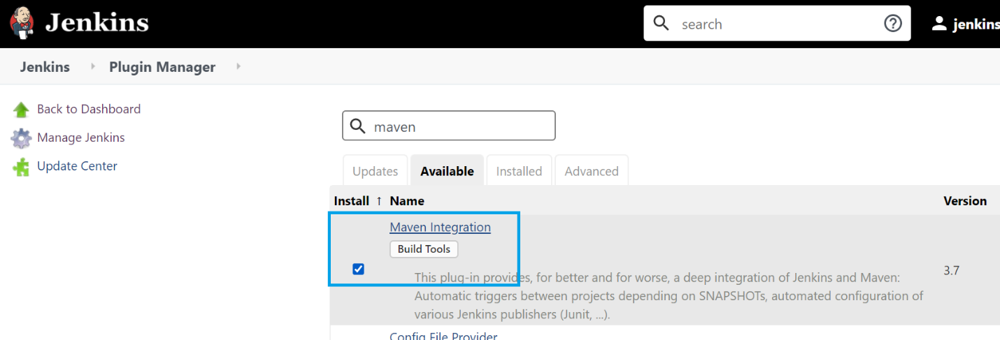 Jenkins
search
jenkins
Jenkins
Plugin Manager
Back to Dashboard
Manage Jenkins
Update Center
maven
Updates
Available
Installed
Advanced
Install ↑ Name
Version
Maven Integration
Build Tools
This plug-in provides, for better and for worse, a deep integration of Jenkins and Maven:
Automatic triggers between projects depending on SNAPSHOTs, automated configuration of
various Jenkins publishers (Junit, ...).
3.7
Config File Provider